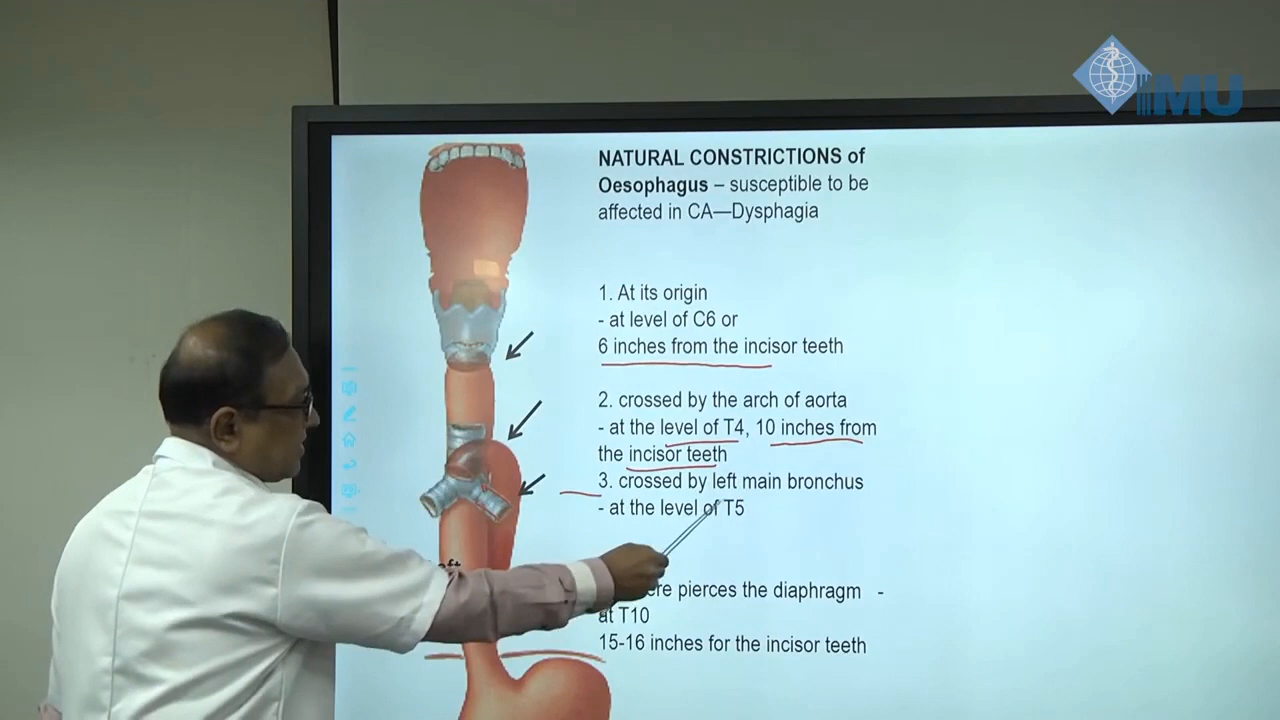 IMU
NATURAL CONSTRICTIONS of
Oesophagus – susceptible to be
affected in CA—Dysphagia
1. At its origin
- at level of C6 or
6 inches from the incisor teeth
2. crossed by the arch of aorta
- at the level of T4, 10 inches from
the incisor teeth
3. crossed by left main bronchus
- at the level of T5
pierces the diaphragm -
at T10
15-16 inches for the incisor teeth